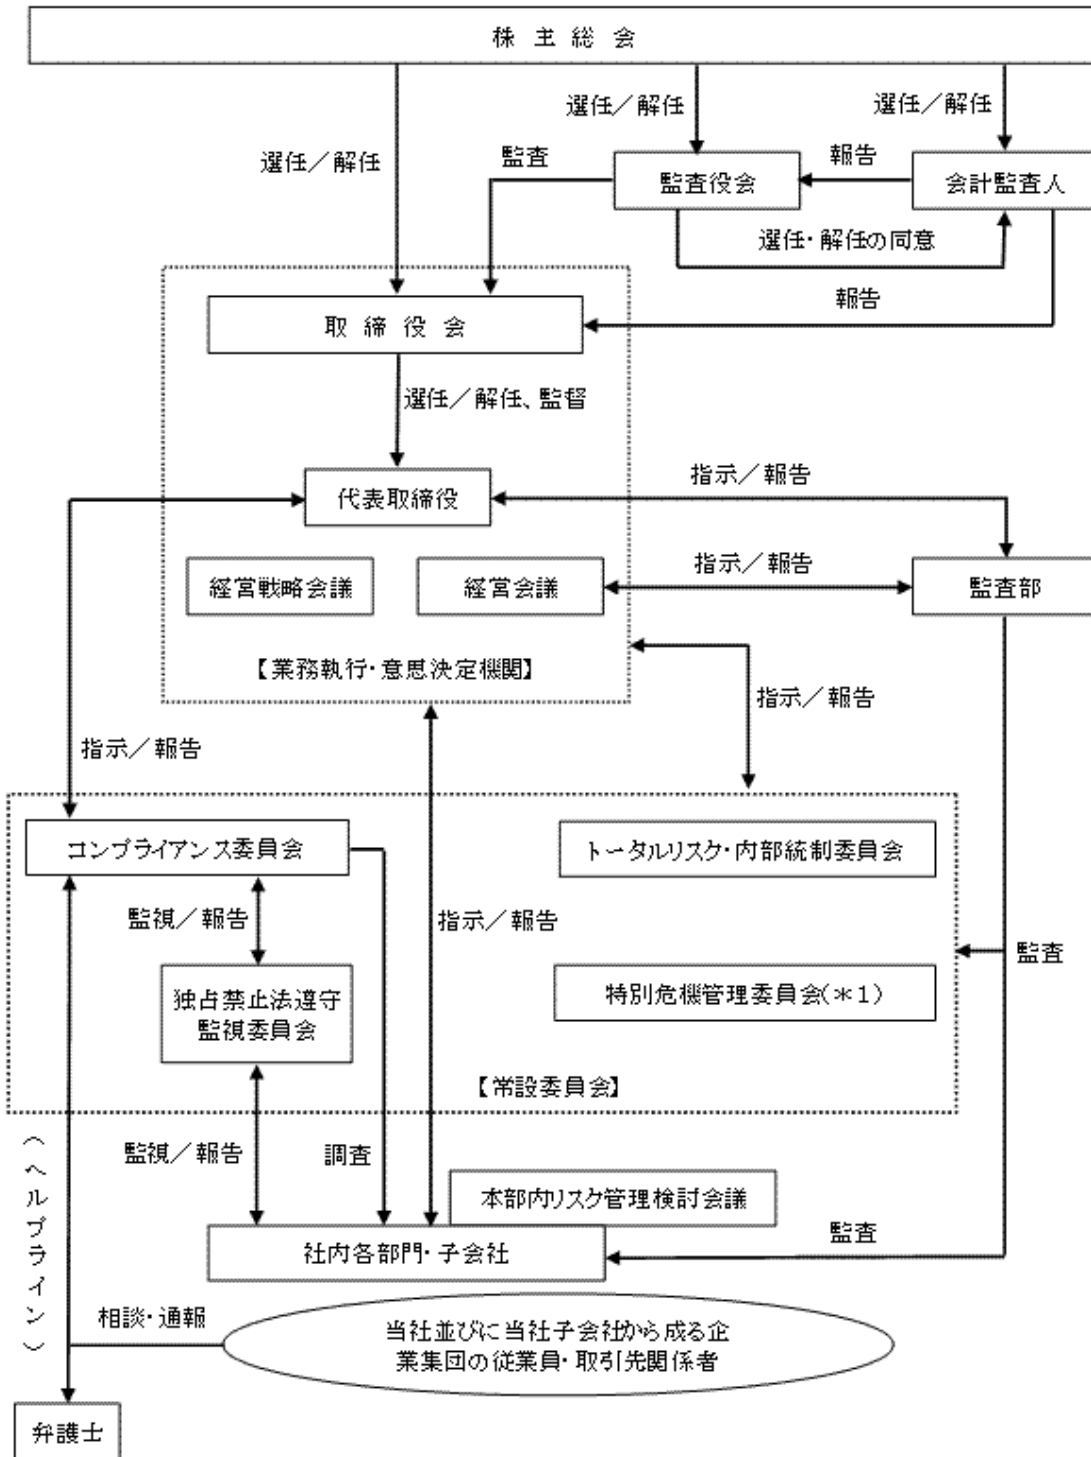 株主総会
選任／解任
選任／解任
選任／解任
監査
監査役会
報告
会計監査人
選任・解任の同意
報告
取締役会
選任／解任、監督
代表取締役
指示／報告
経営戦略会議
経営会議
指示／報告
監査部
【業務執行・意思決定機関】
指示／報告
指示／報告
コンプライアンス委員会
トータルリスク・内部統制委員会
監視／報告
指示／報告
監査
独占禁止法遵守
監視委員会
特別危機管理委員会(＊1)
【常設委員会】
（ヘルプライン）
監視／報告
調査
本部内リスク管理検討会議
社内各部門・子会社
監査
相談・通報
当社並びに当社子会社から成る企
業集団の従業員・取引先関係者
弁護士